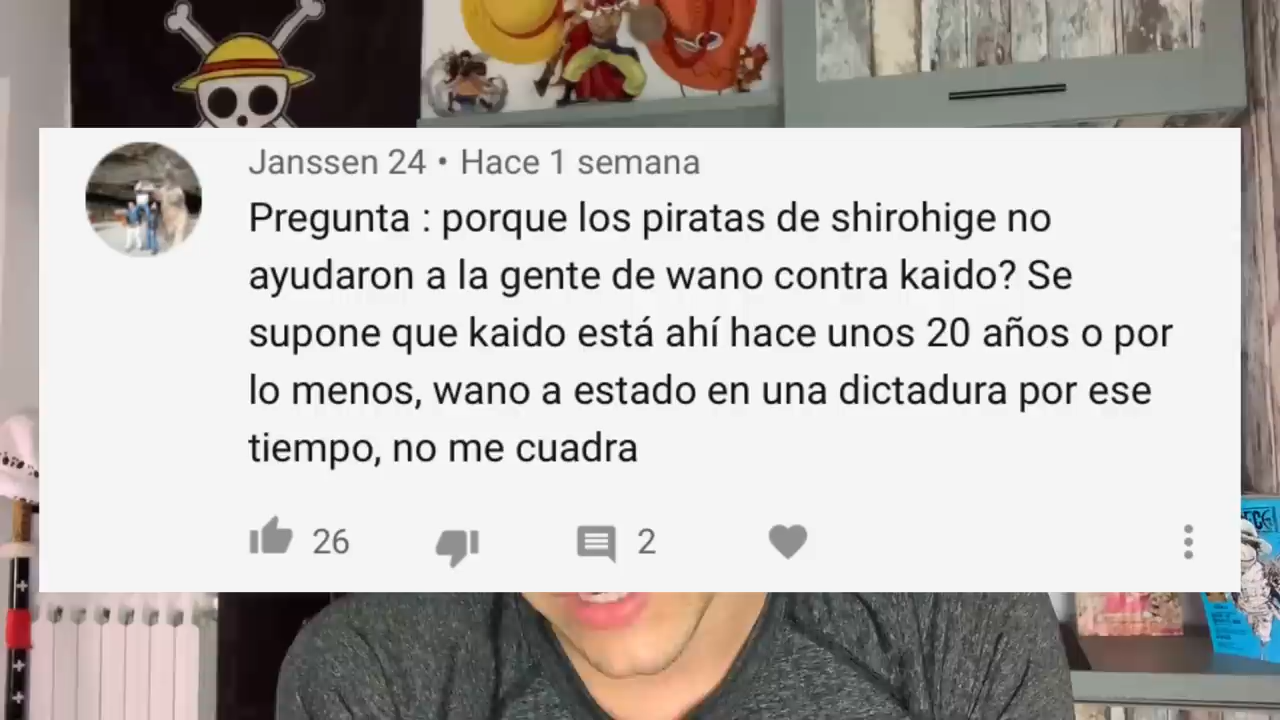 Janssen 24 • Hace 1 semana
Pregunta : porque los piratas de shirohige no
ayudaron a la gente de wano contra kaido? Se
supone que kaido está ahí hace unos 20 años o por
lo menos, wano a estado en una dictadura por ese
tiempo, no me cuadra
26
2